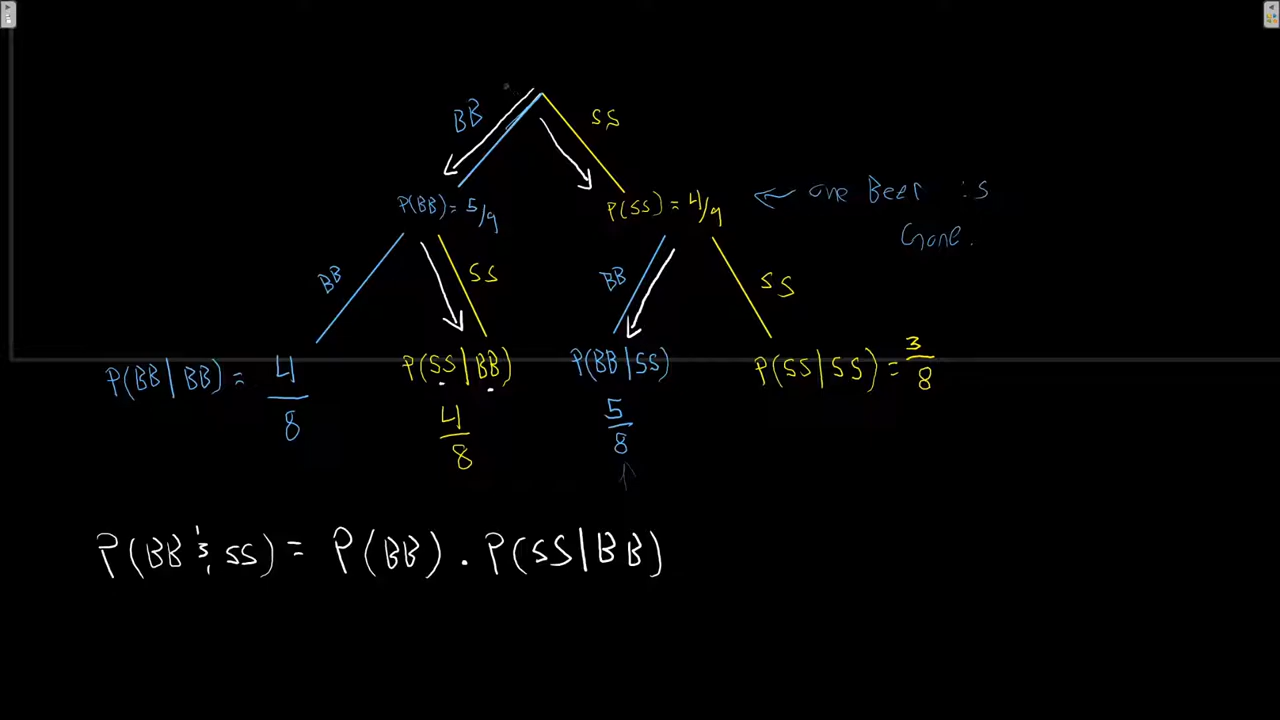 BB
SS
P(BB) = 5/9
P(SS) = 4/9
← one Beer is
Gone.
BB
SS
BB
SS
P(BB|BB) = 4/8
P(SS|BB)
4/8
P(BB|SS)
5/8
P(SS|SS) = 3/8
P(BB & SS) = P(BB) . P(SS|BB)